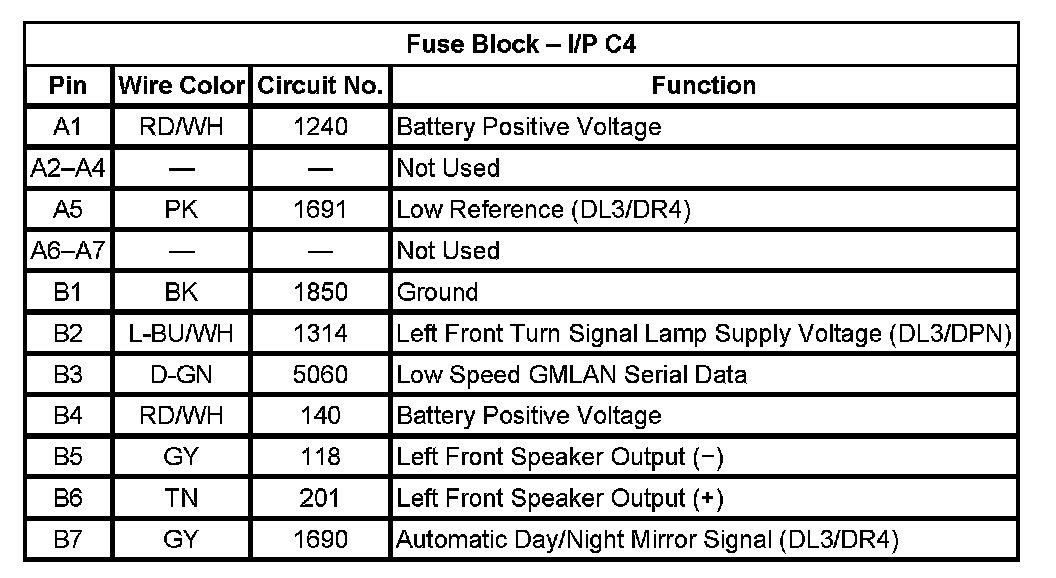 Fuse Block – I/P C4
Pin Wire Color Circuit No. Function
A1 RD/WH 1240 Battery Positive Voltage
A2–A4 — — Not Used
A5 PK 1691 Low Reference (DL3/DR4)
A6–A7 — — Not Used
B1 BK 1850 Ground
B2 L-BU/WH 1314 Left Front Turn Signal Lamp Supply Voltage (DL3/DPN)
B3 D-GN 5060 Low Speed GMLAN Serial Data
B4 RD/WH 140 Battery Positive Voltage
B5 GY 118 Left Front Speaker Output (−)
B6 TN 201 Left Front Speaker Output (+)
B7 GY 1690 Automatic Day/Night Mirror Signal (DL3/DR4)